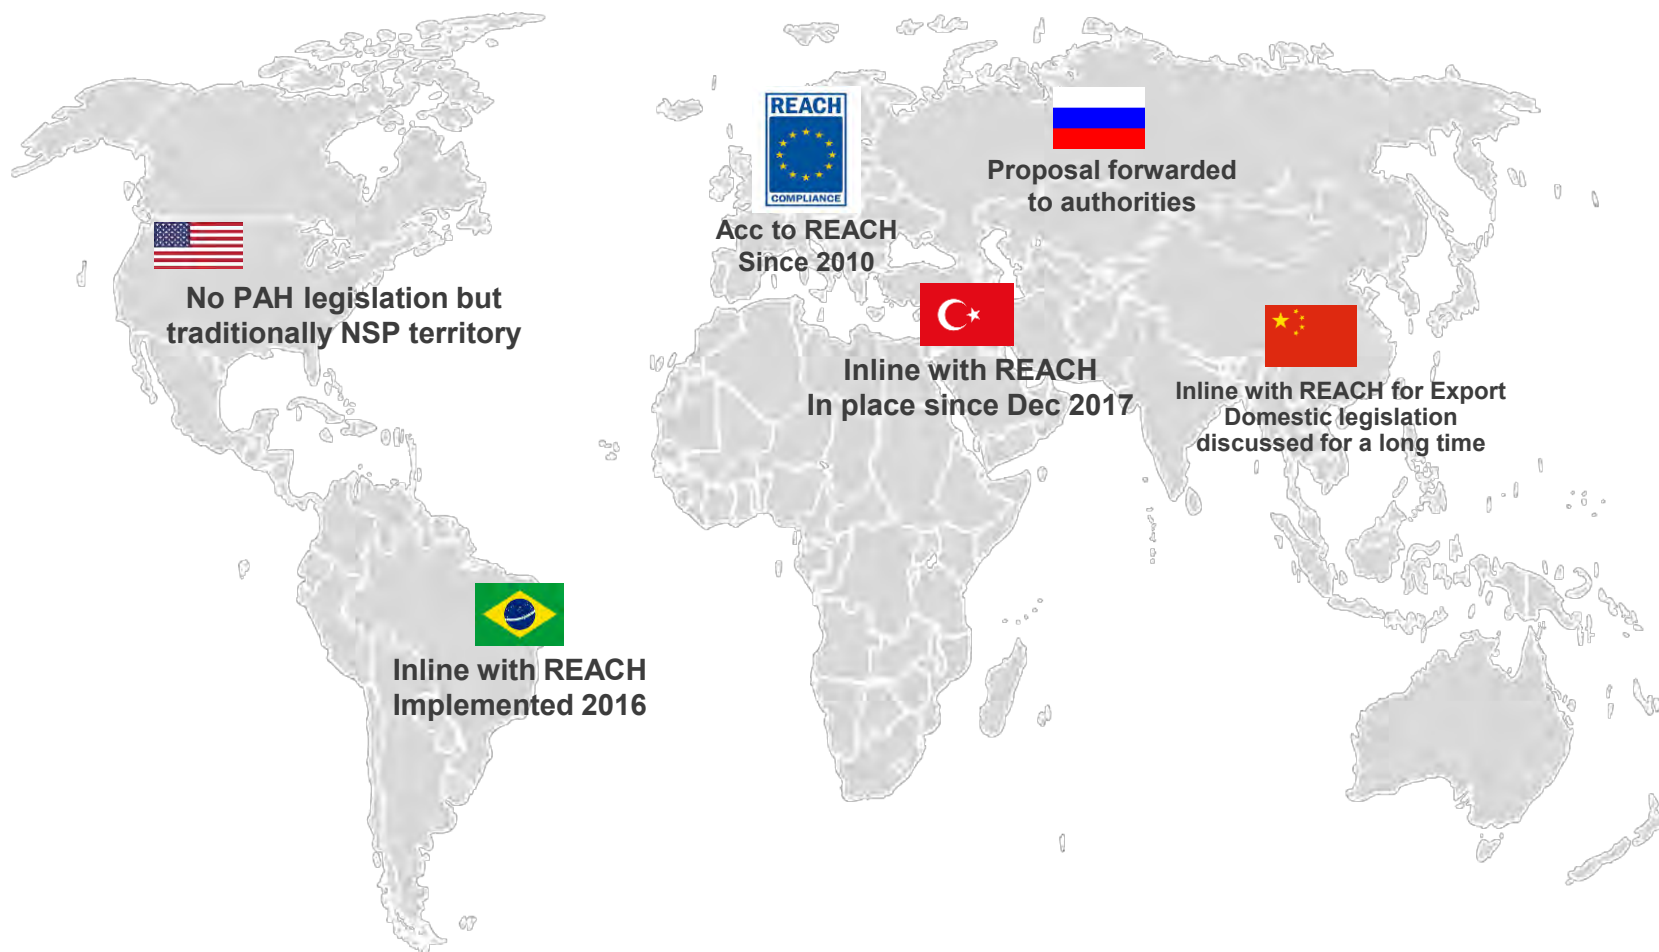 REACH
COMPLIANCE
Acc to REACH
Since 2010
Proposal forwarded
to authorities
No PAH legislation but
traditionally NSP territory
Inline with REACH
In place since Dec 2017
Inline with REACH for Export
Domestic legislation
discussed for a long time
Inline with REACH
Implemented 2016